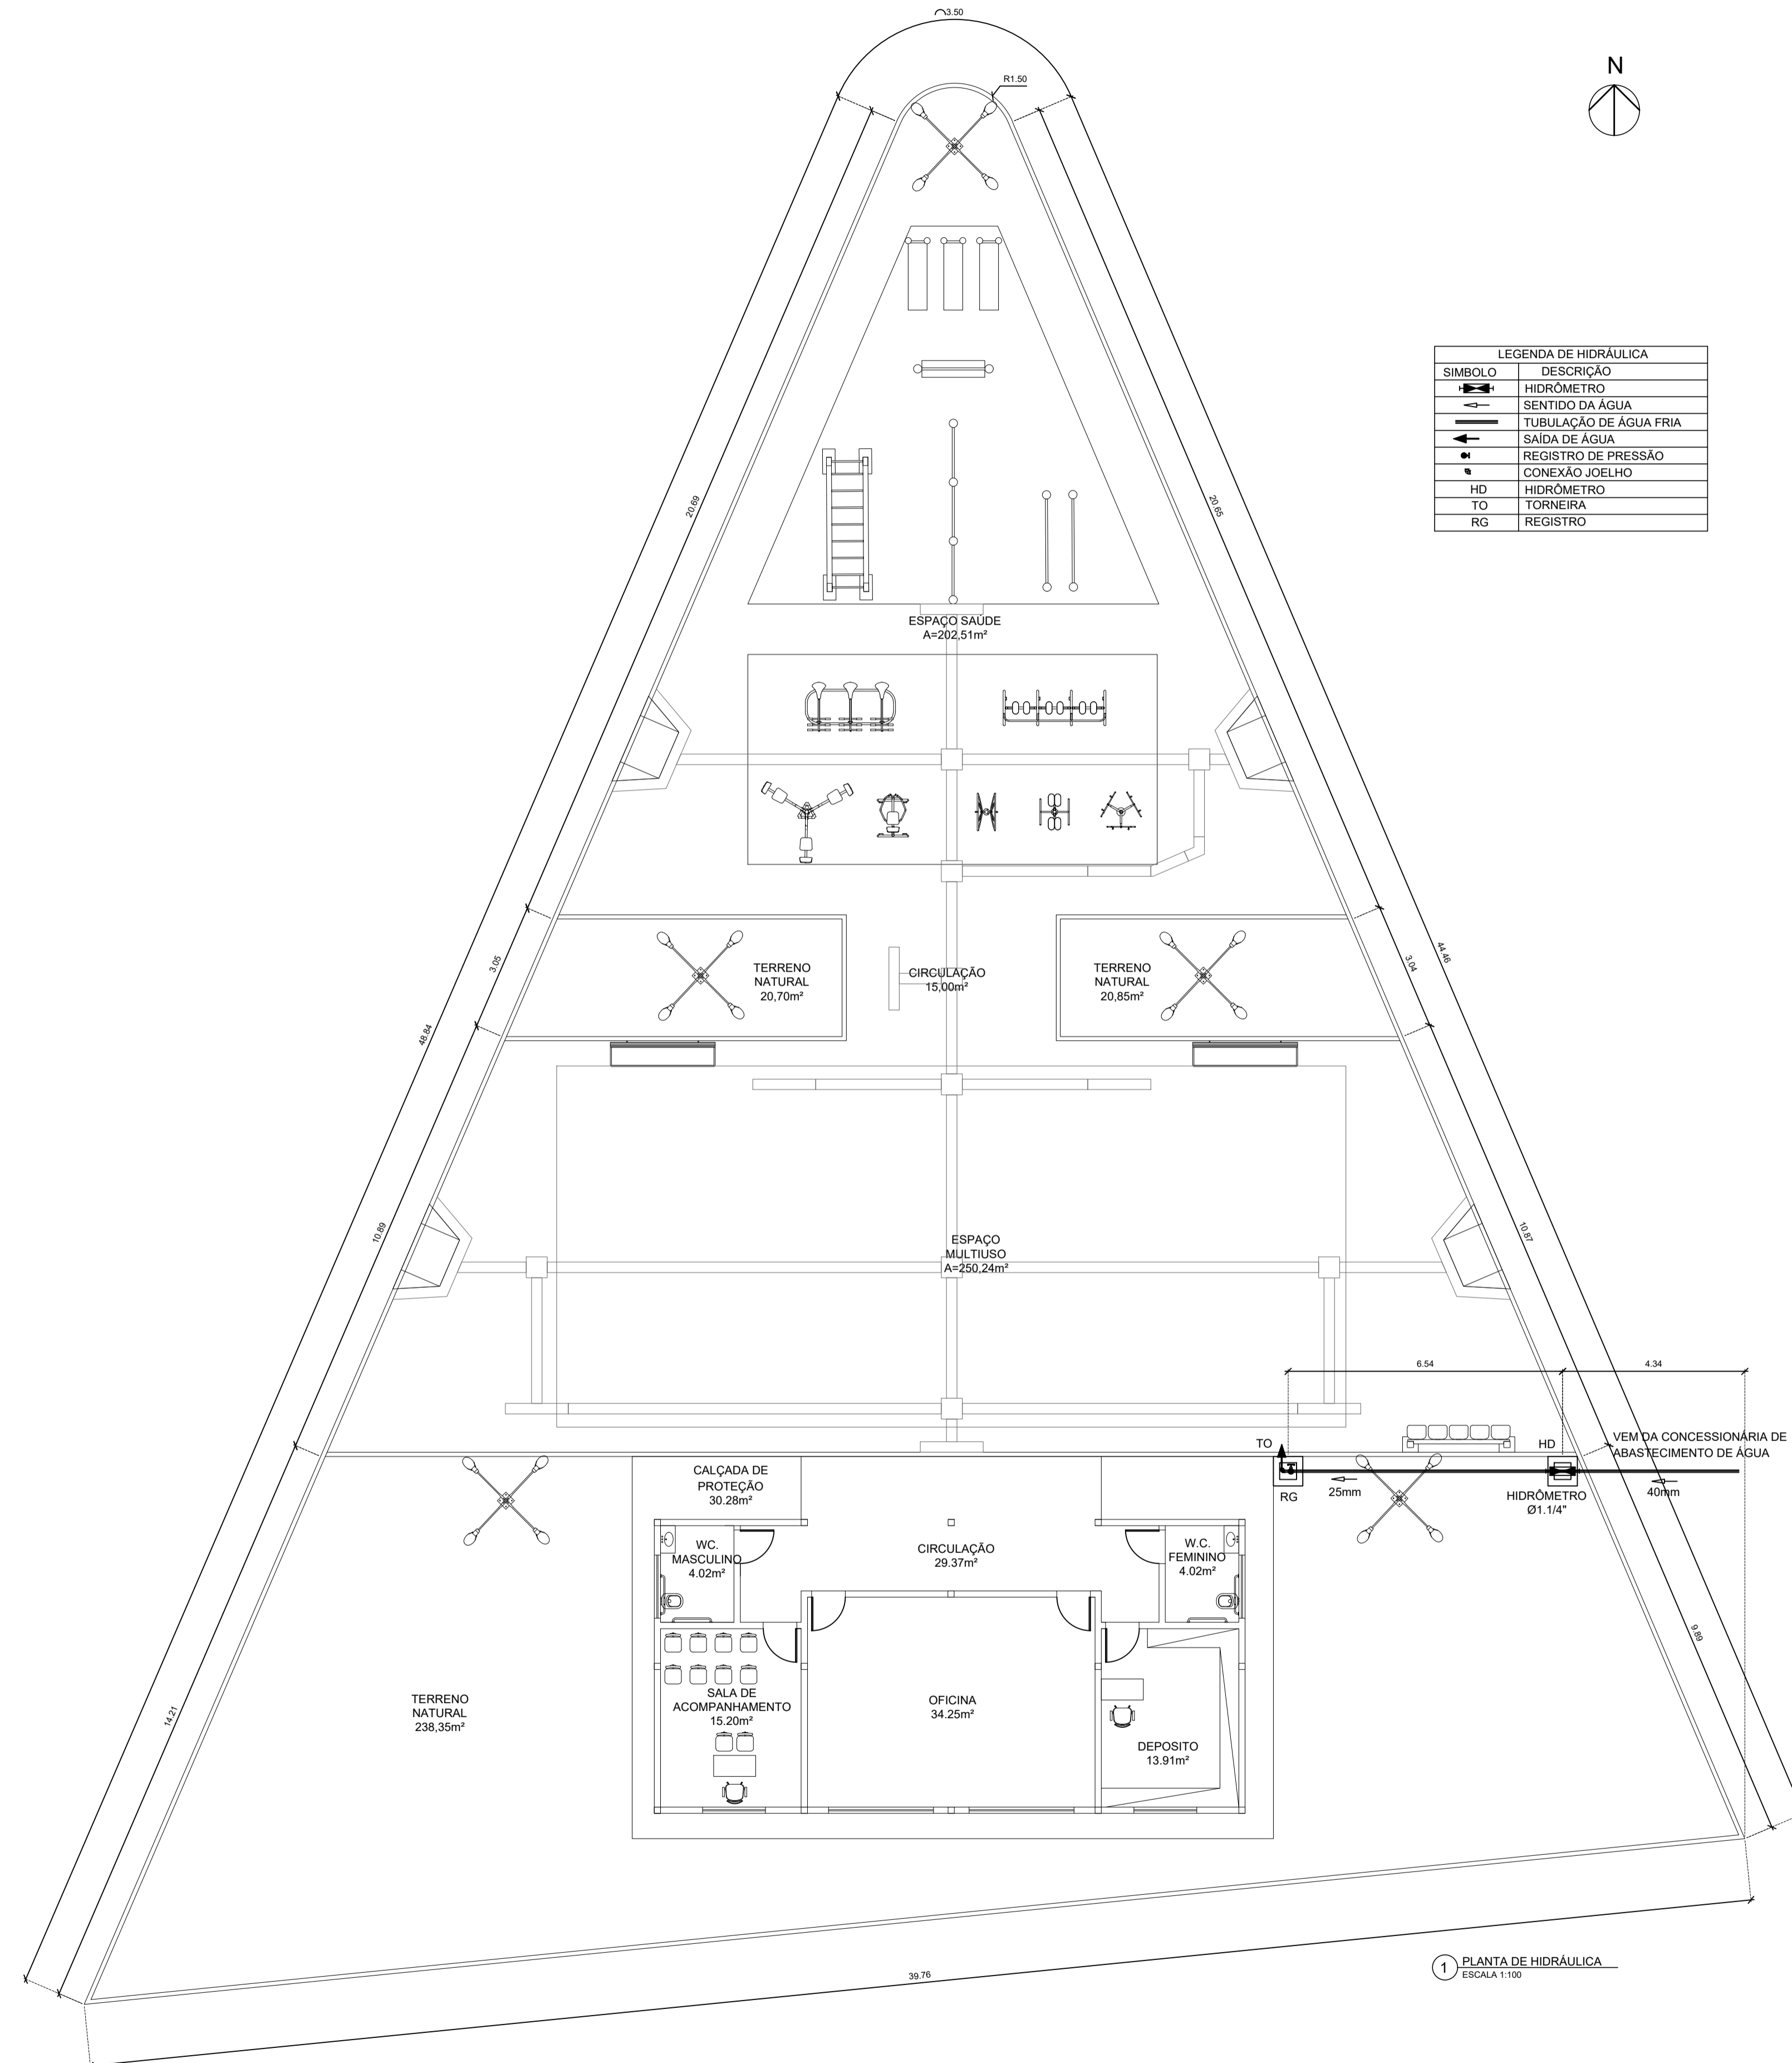 3.50
R1.50
N
LEGENDA DE HIDRÁULICA
SIMBOLO DESCRIÇÃO
HIDRÔMETRO
SENTIDO DA ÁGUA
TUBULAÇÃO DE ÁGUA FRIA
SAÍDA DE ÁGUA
REGISTRO DE PRESSÃO
CONEXÃO JOELHO
HD HIDRÔMETRO
TO TORNEIRA
RG REGISTRO
20.69
20.65
ESPAÇO SAÚDE
A=202,51m²
3.05
TERRENO
NATURAL
20,70m²
CIRCULAÇÃO
15,00m²
TERRENO
NATURAL
20,85m²
3.04
44.46
48.84
10.89
ESPAÇO
MULTIUSO
A=250,24m²
10.87
6.54
4.34
TO
HD
VEM DA CONCESSIONÁRIA DE
ABASTECIMENTO DE ÁGUA
RG
25mm
HIDRÔMETRO
Ø1.1/4"
40mm
CALÇADA DE
PROTEÇÃO
30.28m²
WC.
MASCULINO
4.02m²
CIRCULAÇÃO
29.37m²
W.C.
FEMININO
4.02m²
14.21
TERRENO
NATURAL
238,35m²
SALA DE
ACOMPANHAMENTO
15.20m²
OFICINA
34.25m²
DEPOSITO
13.91m²
9.89
39.76
1 PLANTA DE HIDRÁULICA
ESCALA 1:100